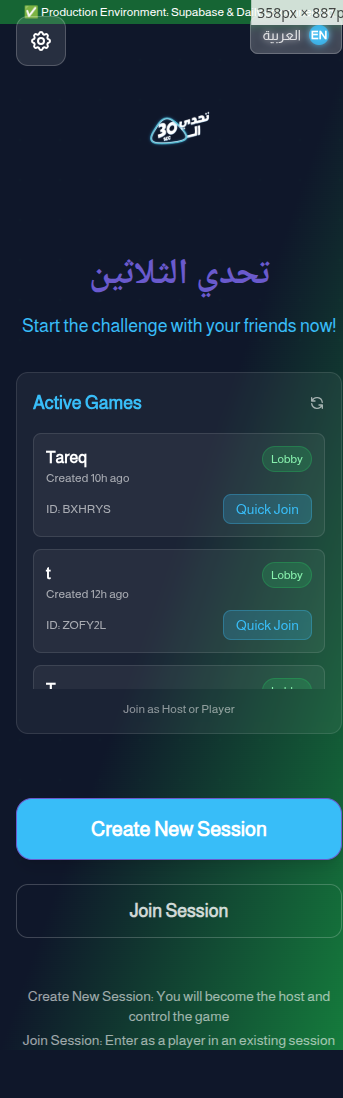 ✅ Production Environment: Supabase & Dai
358px × 887p
العربية EN
تحدي
الـ
30
SEC
تحدي الثلاثين
Start the challenge with your friends now!
Active Games
Tareq Lobby
Created 10h ago
ID: BXHRYS Quick Join
t Lobby
Created 12h ago
ID: ZOFY2L Quick Join
Join as Host or Player
Create New Session
Join Session
Create New Session: You will become the host and
control the game
Join Session: Enter as a player in an existing session